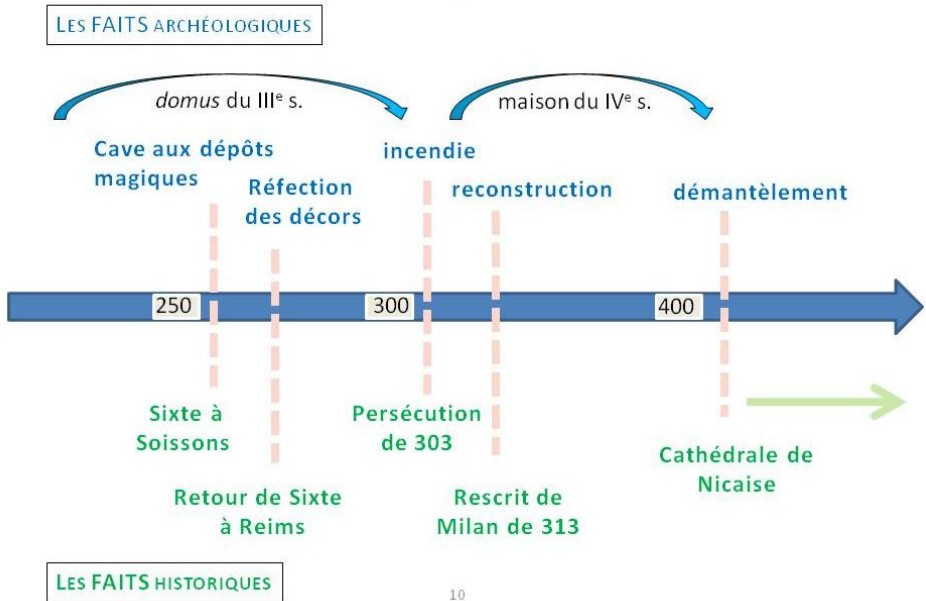 LES FAITS ARCHÉOLOGIQUES
domus du IIIe s.
maison du IVe s.
Cave aux dépôts
magiques
Réfection
des décors
incendie
reconstruction
démantèlement
250
300
400
Sixte à
Soissons
Retour de Sixte
à Reims
Persécution
de 303
Rescrit de
Milan de 313
Cathédrale de
Nicaise
LES FAITS HISTORIQUES
10